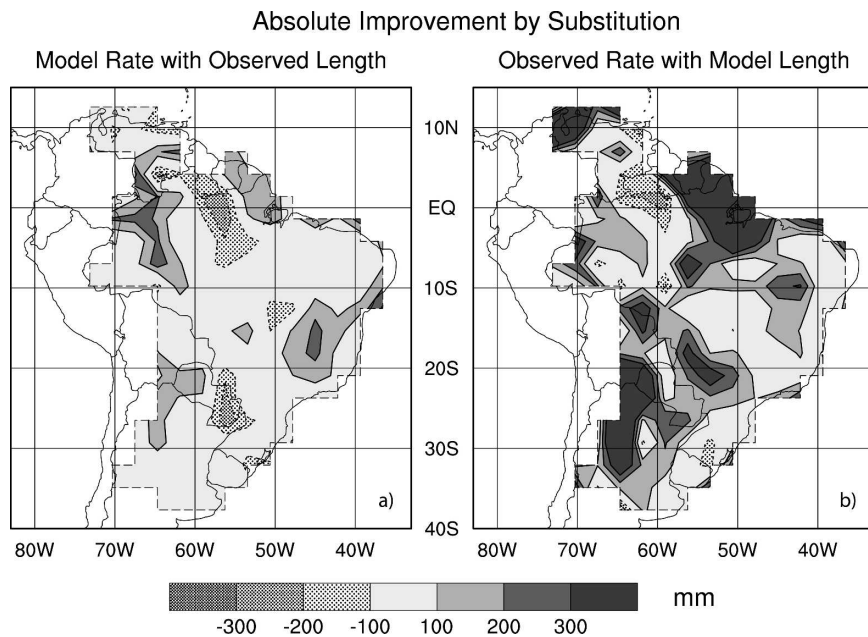 Absolute Improvement by Substitution
Model Rate with Observed Length
Observed Rate with Model Length
10N
EQ
10S
20S
30S
40S
a)
b)
80W 70W 60W 50W 40W
80W 70W 60W 50W 40W
-300 -200 -100 100 200 300
mm